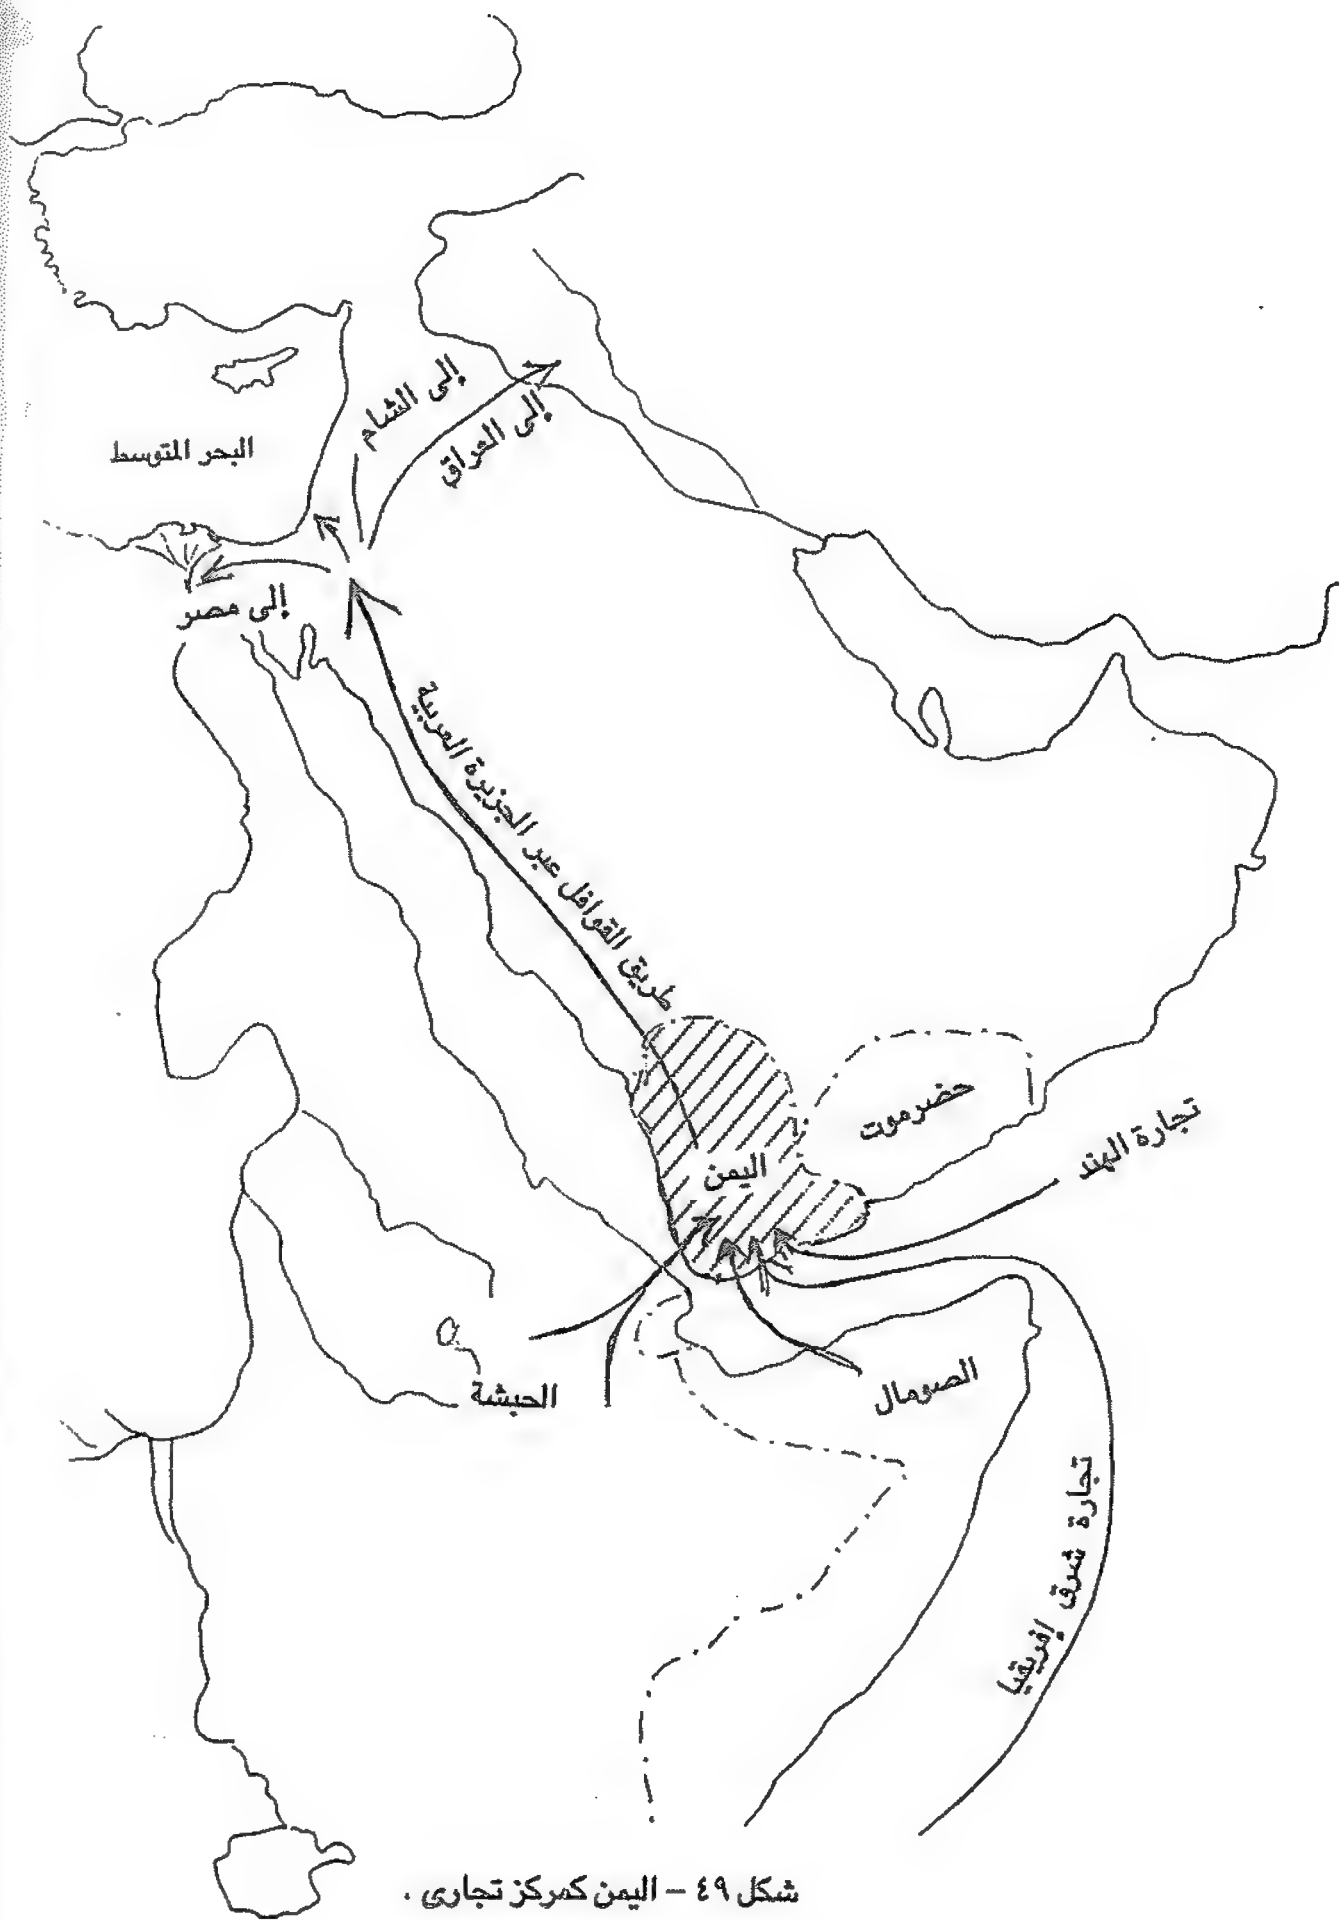 إلى الشام
إلى العراق
البحر المتوسط
إلى مصر
طريق القوافل عبر الجزيرة العربية
حضرموت
تجارة الهند
اليمن
الحبشة
الصومال
تجارة شرق إفريقيا
شكل ٤٩ – اليمن كمركز تجارى .